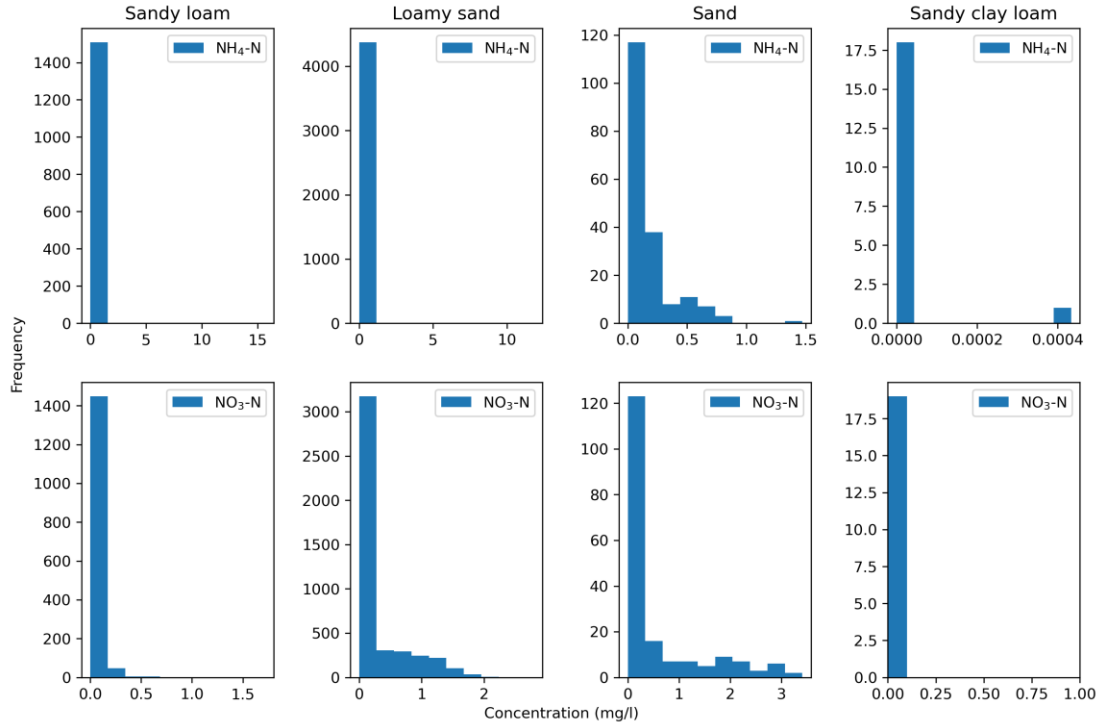 Sandy loam
Loamy sand
Sand
Sandy clay loam
NH₄-N
NH₄-N
NH₄-N
NH₄-N
1400
1200
1000
800
600
400
200
0
0 5 10 15
4000
3000
2000
1000
0
0 5 10
120
100
80
60
40
20
0
0.0 0.5 1.0 1.5
17.5
15.0
12.5
10.0
7.5
5.0
2.5
0.0
0.0000 0.0002 0.0004
Frequency
NO₃-N
NO₃-N
NO₃-N
NO₃-N
1400
1200
1000
800
600
400
200
0
0.0 0.5 1.0 1.5
3000
2500
2000
1500
1000
500
0
0 1 2
120
100
80
60
40
20
0
0 1 2 3
17.5
15.0
12.5
10.0
7.5
5.0
2.5
0.0
0.00 0.25 0.50 0.75 1.00
Concentration (mg/l)